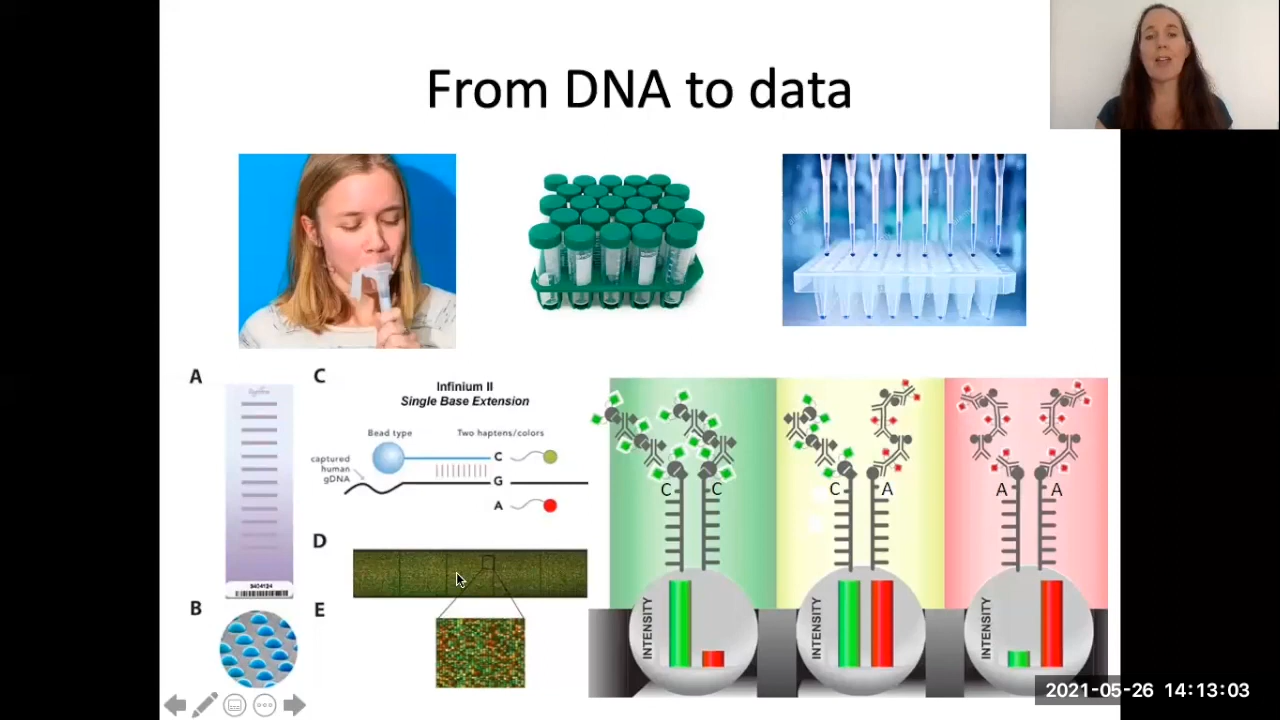 From DNA to data
A
C
Infinium II
Single Base Extension
Bead type
Two haptens/colors
captured
human
gDNA
C
G
A
D
B
E
C C
C A
A A
INTENSITY
INTENSITY
INTENSITY
2021-05-26 14:13:03